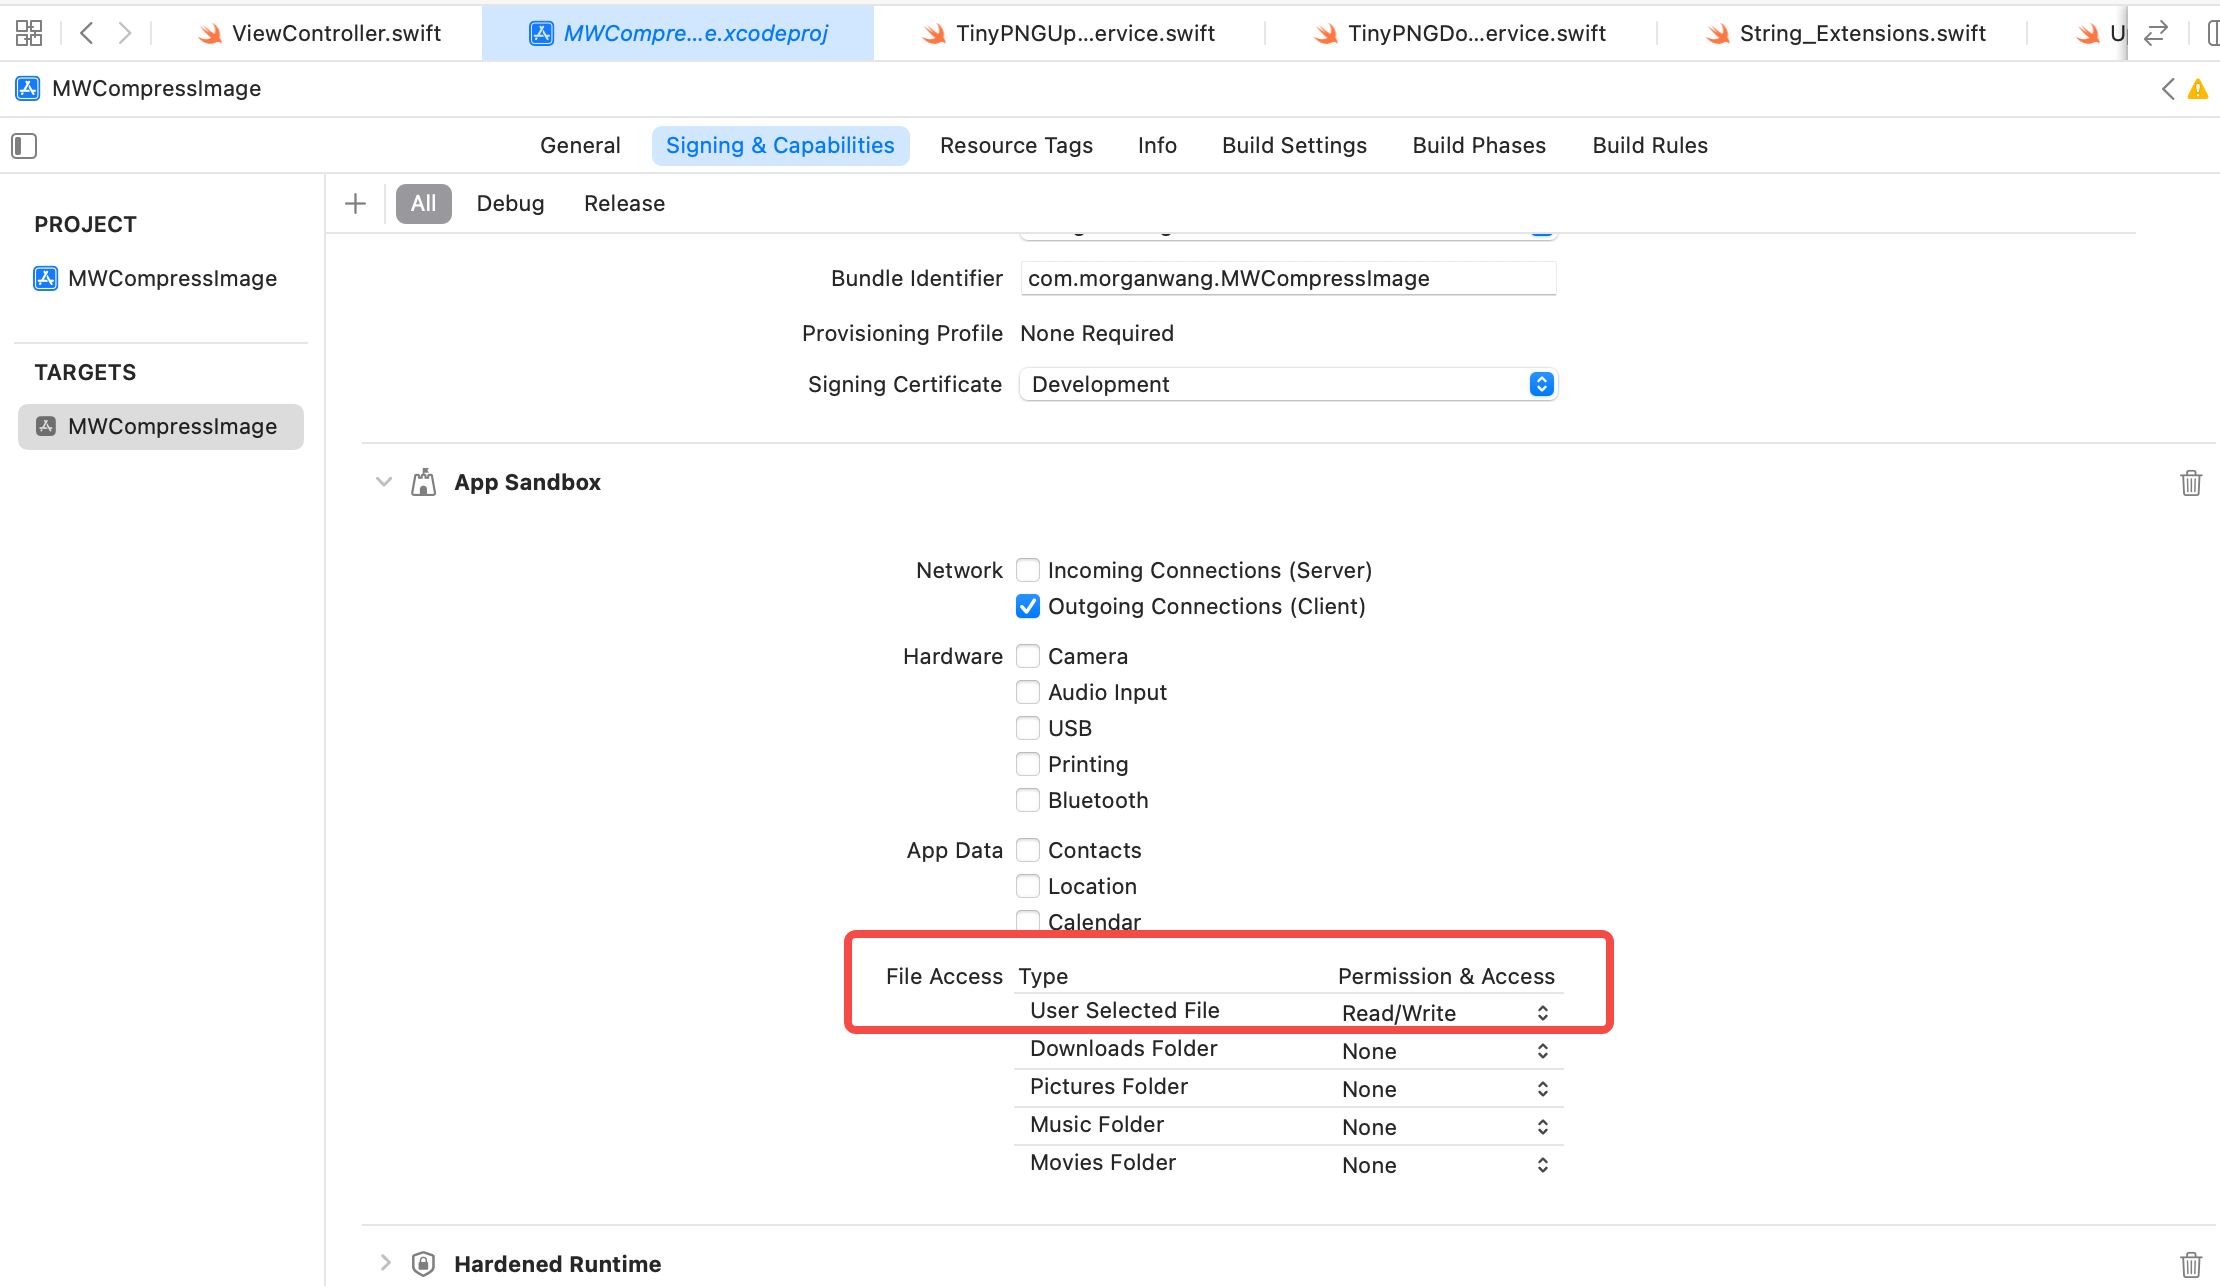 ViewController.swift
MWCompre...e.xcodeproj
TinyPNGUp...ervice.swift
TinyPNGDo...ervice.swift
String_Extensions.swift
MWCompressImage
General
Signing & Capabilities
Resource Tags
Info
Build Settings
Build Phases
Build Rules
All
Debug
Release
PROJECT
MWCompressImage
TARGETS
MWCompressImage
Bundle Identifier com.morganwang.MWCompressImage
Provisioning Profile None Required
Signing Certificate Development
App Sandbox
Network Incoming Connections (Server)
Outgoing Connections (Client)
Hardware Camera
Audio Input
USB
Printing
Bluetooth
App Data Contacts
Location
Calendar
File Access Type Permission & Access
User Selected File Read/Write
Downloads Folder None
Pictures Folder None
Music Folder None
Movies Folder None
Hardened Runtime